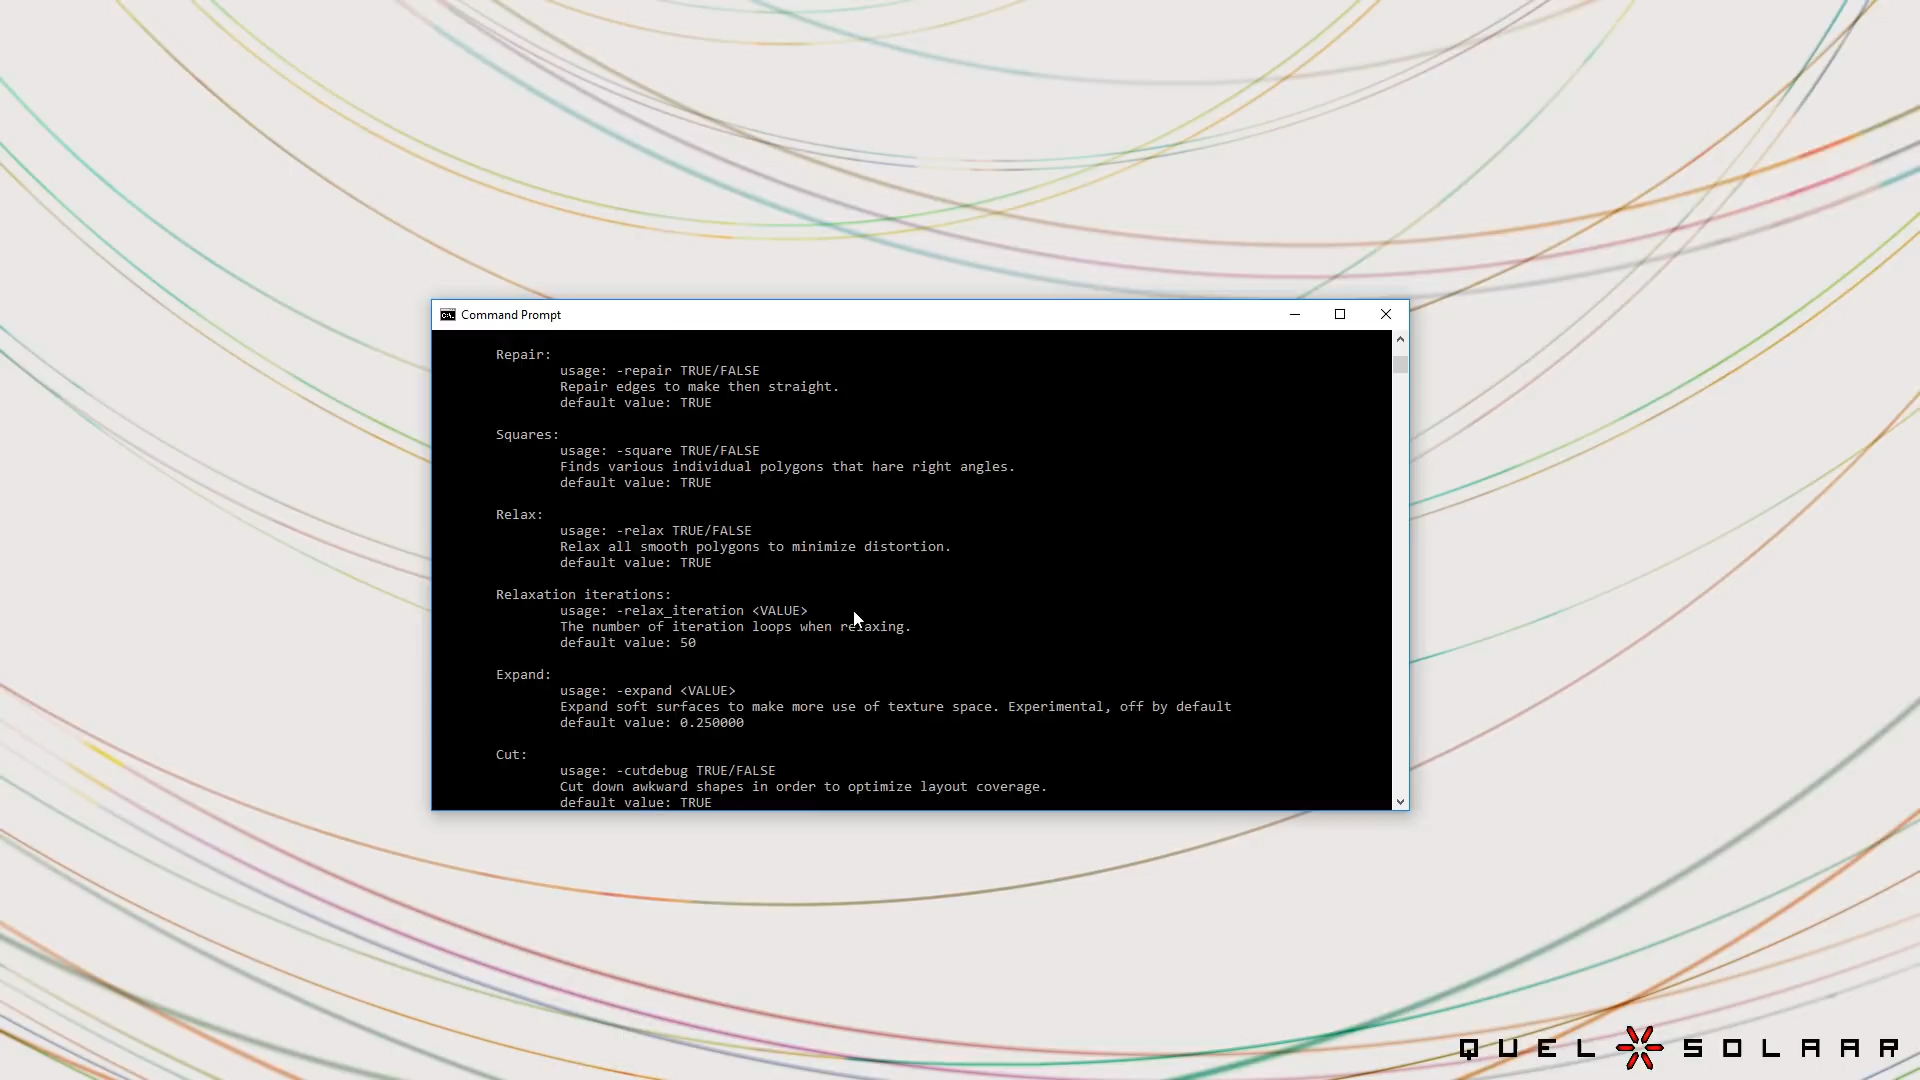 Command Prompt
Repair:
usage: -repair TRUE/FALSE
Repair edges to make then straight.
default value: TRUE
Squares:
usage: -square TRUE/FALSE
Finds various individual polygons that hare right angles.
default value: TRUE
Relax:
usage: -relax TRUE/FALSE
Relax all smooth polygons to minimize distortion.
default value: TRUE
Relaxation iterations:
usage: -relax_iteration <VALUE>
The number of iteration loops when relaxing.
default value: 50
Expand:
usage: -expand <VALUE>
Expand soft surfaces to make more use of texture space. Experimental, off by default
default value: 0.250000
Cut:
usage: -cutdebug TRUE/FALSE
Cut down awkward shapes in order to optimize layout coverage.
default value: TRUE
QUEL SOLAAR